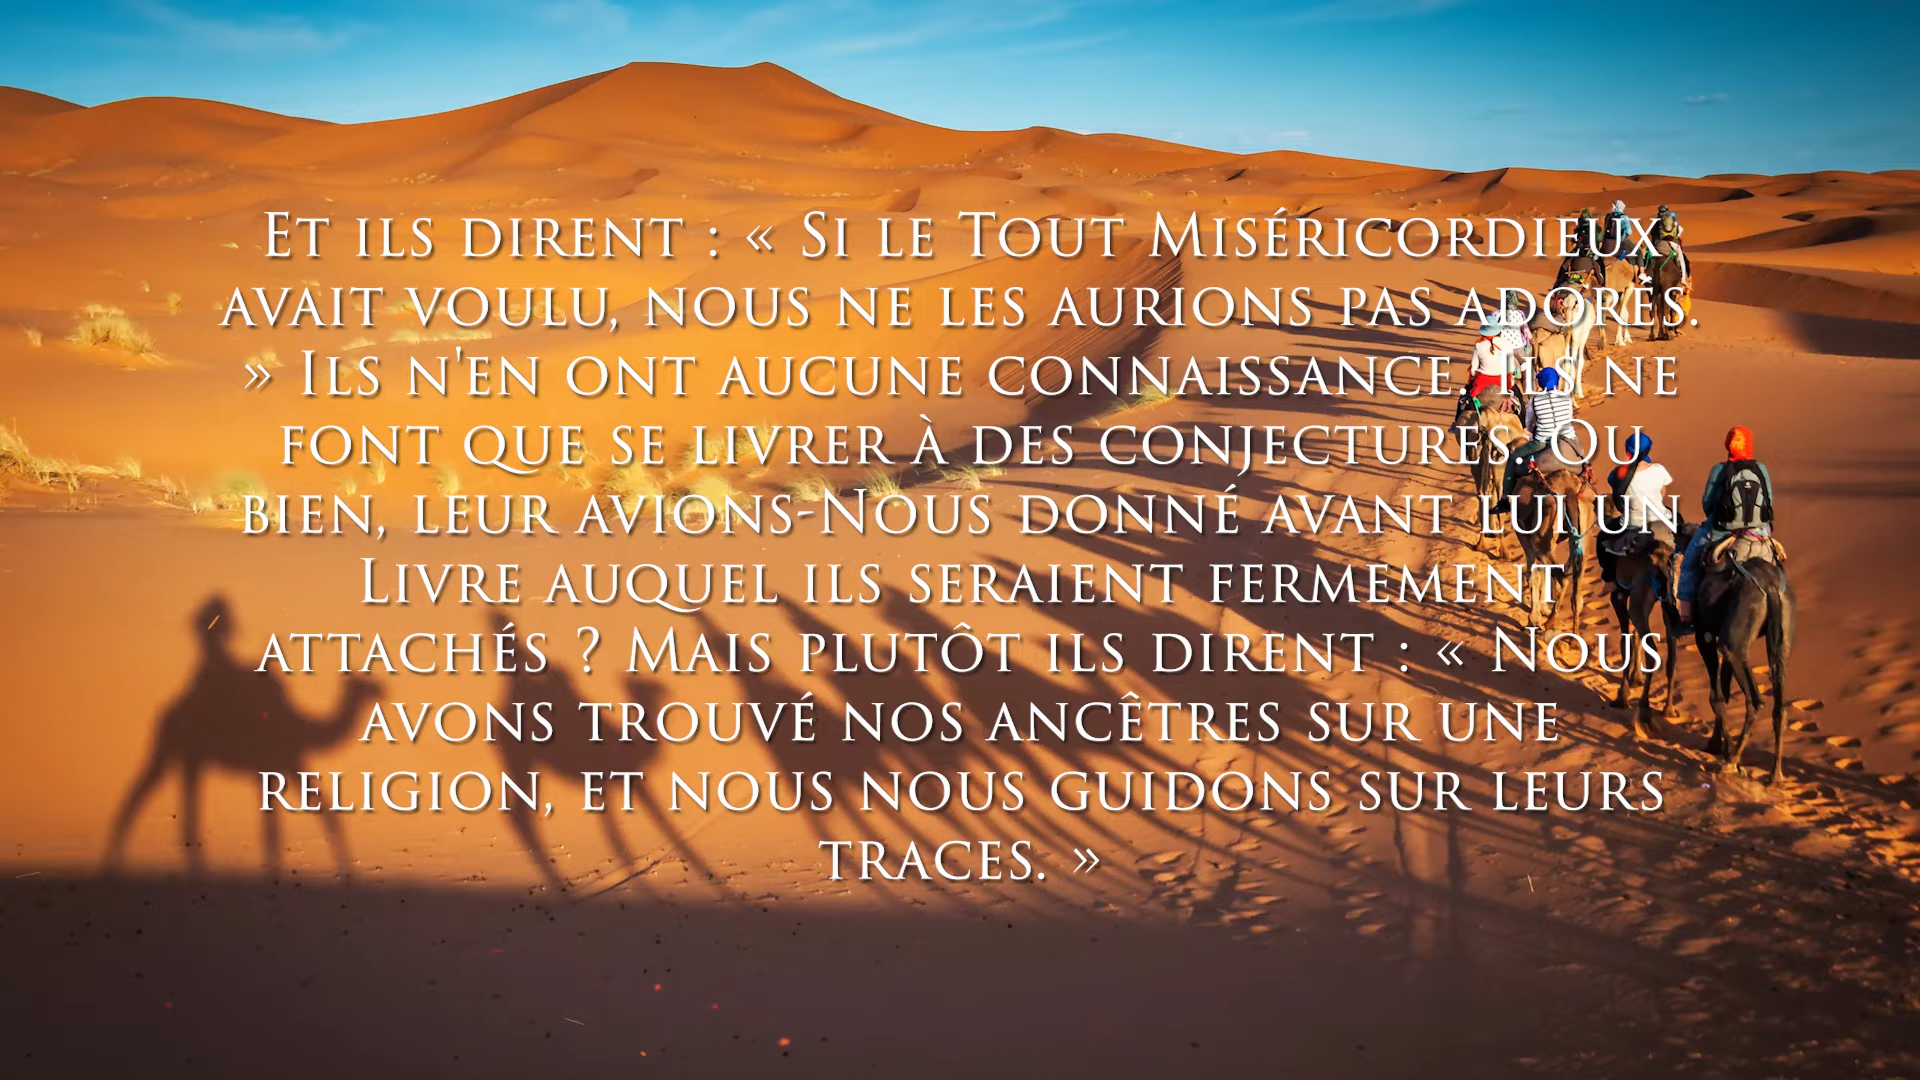 Et ils dirent : « Si le Tout Miséricordieux
avait voulu, nous ne les aurions pas adorés.
» Ils n'en ont aucune connaissance. Ils ne
font que se livrer à des conjectures. Ou
bien, leur avions-Nous donné avant lui un
Livre auquel ils seraient fermement
attachés ? Mais plutôt ils dirent : « Nous
avons trouvé nos ancêtres sur une
religion, et nous nous guidons sur leurs
traces. »